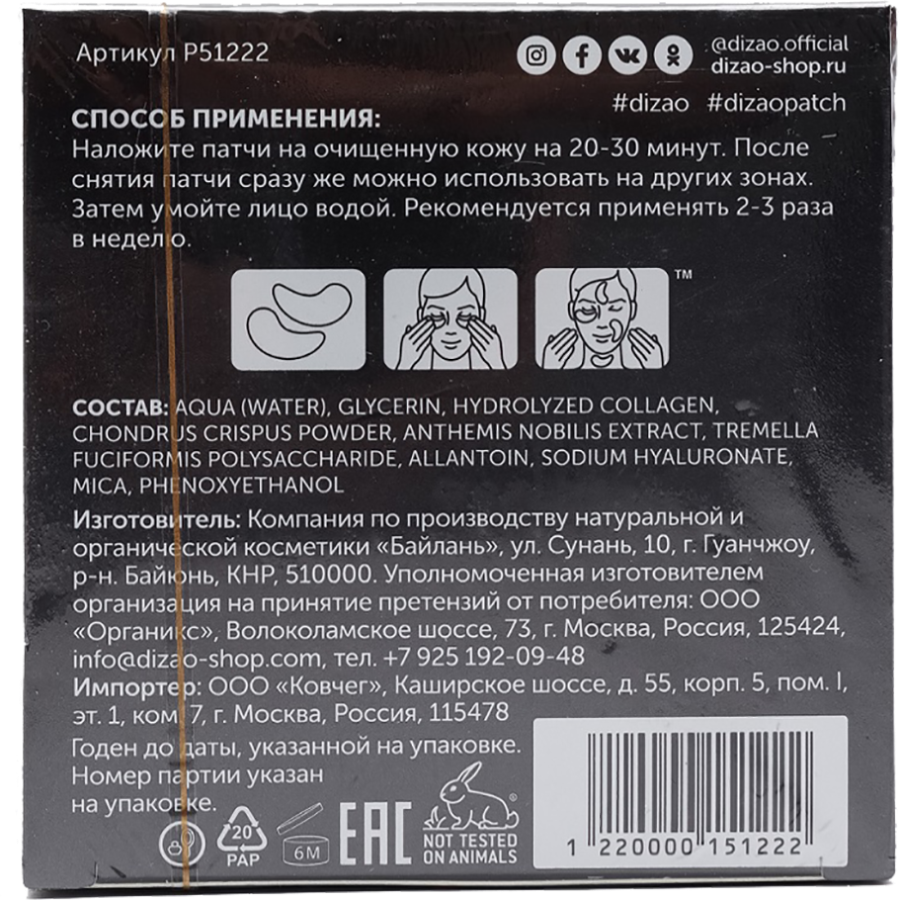 Артикул P51222
@dizao.official
dizao-shop.ru
#dizao #dizaopatch
СПОСОБ ПРИМЕНЕНИЯ:
Наложите патчи на очищенную кожу на 20-30 минут. После
снятия патчи сразу же можно использовать на других зонах.
Затем умойте лицо водой. Рекомендуется применять 2-3 раза
в неделю.
TM
СОСТАВ: AQUA (WATER), GLYCERIN, HYDROLYZED COLLAGEN,
CHONDRUS CRISPUS POWDER, ANTHEMIS NOBILIS EXTRACT, TREMELLA
FUCIFORMIS POLYSACCHARIDE, ALLANTOIN, SODIUM HYALURONATE,
MICA, PHENOXYETHANOL
Изготовитель: Компания по производству натуральной и
органической косметики «Байлань», ул. Сунань, 10, г. Гуанчжоу,
р-н. Байюнь, КНР, 510000. Уполномоченная изготовителем
организация на принятие претензий от потребителя: ООО
«Органикс», Волоколамское шоссе, 73, г. Москва, Россия, 125424,
info@dizao-shop.com, тел. +7 925 192-09-48
Импортер: ООО «Ковчег», Каширское шоссе, д. 55, корп. 5, пом. I,
эт. 1, ком 7, г. Москва, Россия, 115478
Годен до даты, указанной на упаковке.
Номер партии указан
на упаковке.
20
PAP
6M
EAC
®
NOT TESTED
ON ANIMALS
1 220000 151222